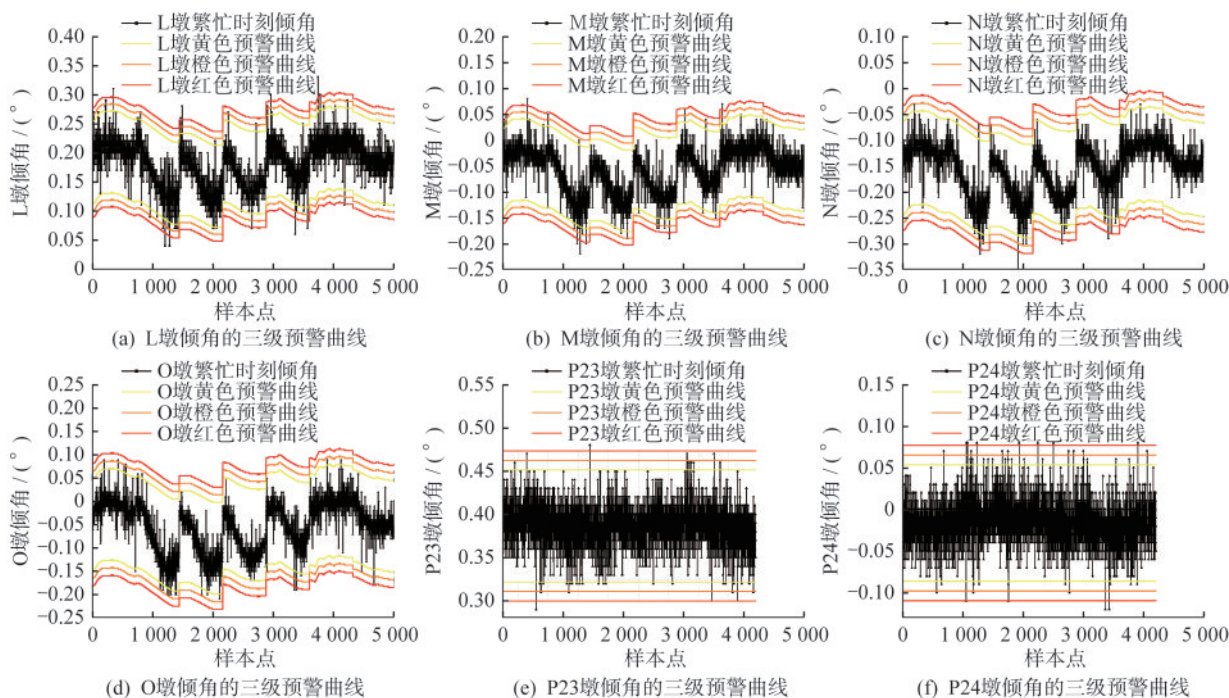 L墩繁忙时刻倾角
L墩黄色预警曲线
L墩橙色预警曲线
L墩红色预警曲线
0.40
0.35
0.30
0.25
0.20
0.15
0.10
0.05
0
L墩倾角 / (°)
0 1 000 2 000 3 000 4 000 5 000
样本点
(a) L墩倾角的三级预警曲线
M墩繁忙时刻倾角
M墩黄色预警曲线
M墩橙色预警曲线
M墩红色预警曲线
0.20
0.15
0.10
0.05
0
−0.05
−0.10
−0.15
−0.20
−0.25
M墩倾角 / (°)
0 1 000 2 000 3 000 4 000 5 000
样本点
(b) M墩倾角的三级预警曲线
N墩繁忙时刻倾角
N墩黄色预警曲线
N墩橙色预警曲线
N墩红色预警曲线
0.10
0.05
0
−0.05
−0.10
−0.15
−0.20
−0.25
−0.30
−0.35
N墩倾角 / (°)
0 1 000 2 000 3 000 4 000 5 000
样本点
(c) N墩倾角的三级预警曲线
O墩繁忙时刻倾角
O墩黄色预警曲线
O墩橙色预警曲线
O墩红色预警曲线
0.25
0.20
0.15
0.10
0.05
0
−0.05
−0.10
−0.15
−0.20
−0.25
O墩倾角 / (°)
0 1 000 2 000 3 000 4 000 5 000
样本点
(d) O墩倾角的三级预警曲线
P23墩繁忙时刻倾角
P23墩黄色预警曲线
P23墩橙色预警曲线
P23墩红色预警曲线
0.55
0.50
0.45
0.40
0.35
0.30
P23墩倾角 / (°)
0 1 000 2 000 3 000 4 000 5 000
样本点
(e) P23墩倾角的三级预警曲线
P24墩繁忙时刻倾角
P24墩黄色预警曲线
P24墩橙色预警曲线
P24墩红色预警曲线
0.15
0.10
0.05
0
−0.05
−0.10
P24墩倾角 / (°)
0 1 000 2 000 3 000 4 000 5 000
样本点
(f) P24墩倾角的三级预警曲线